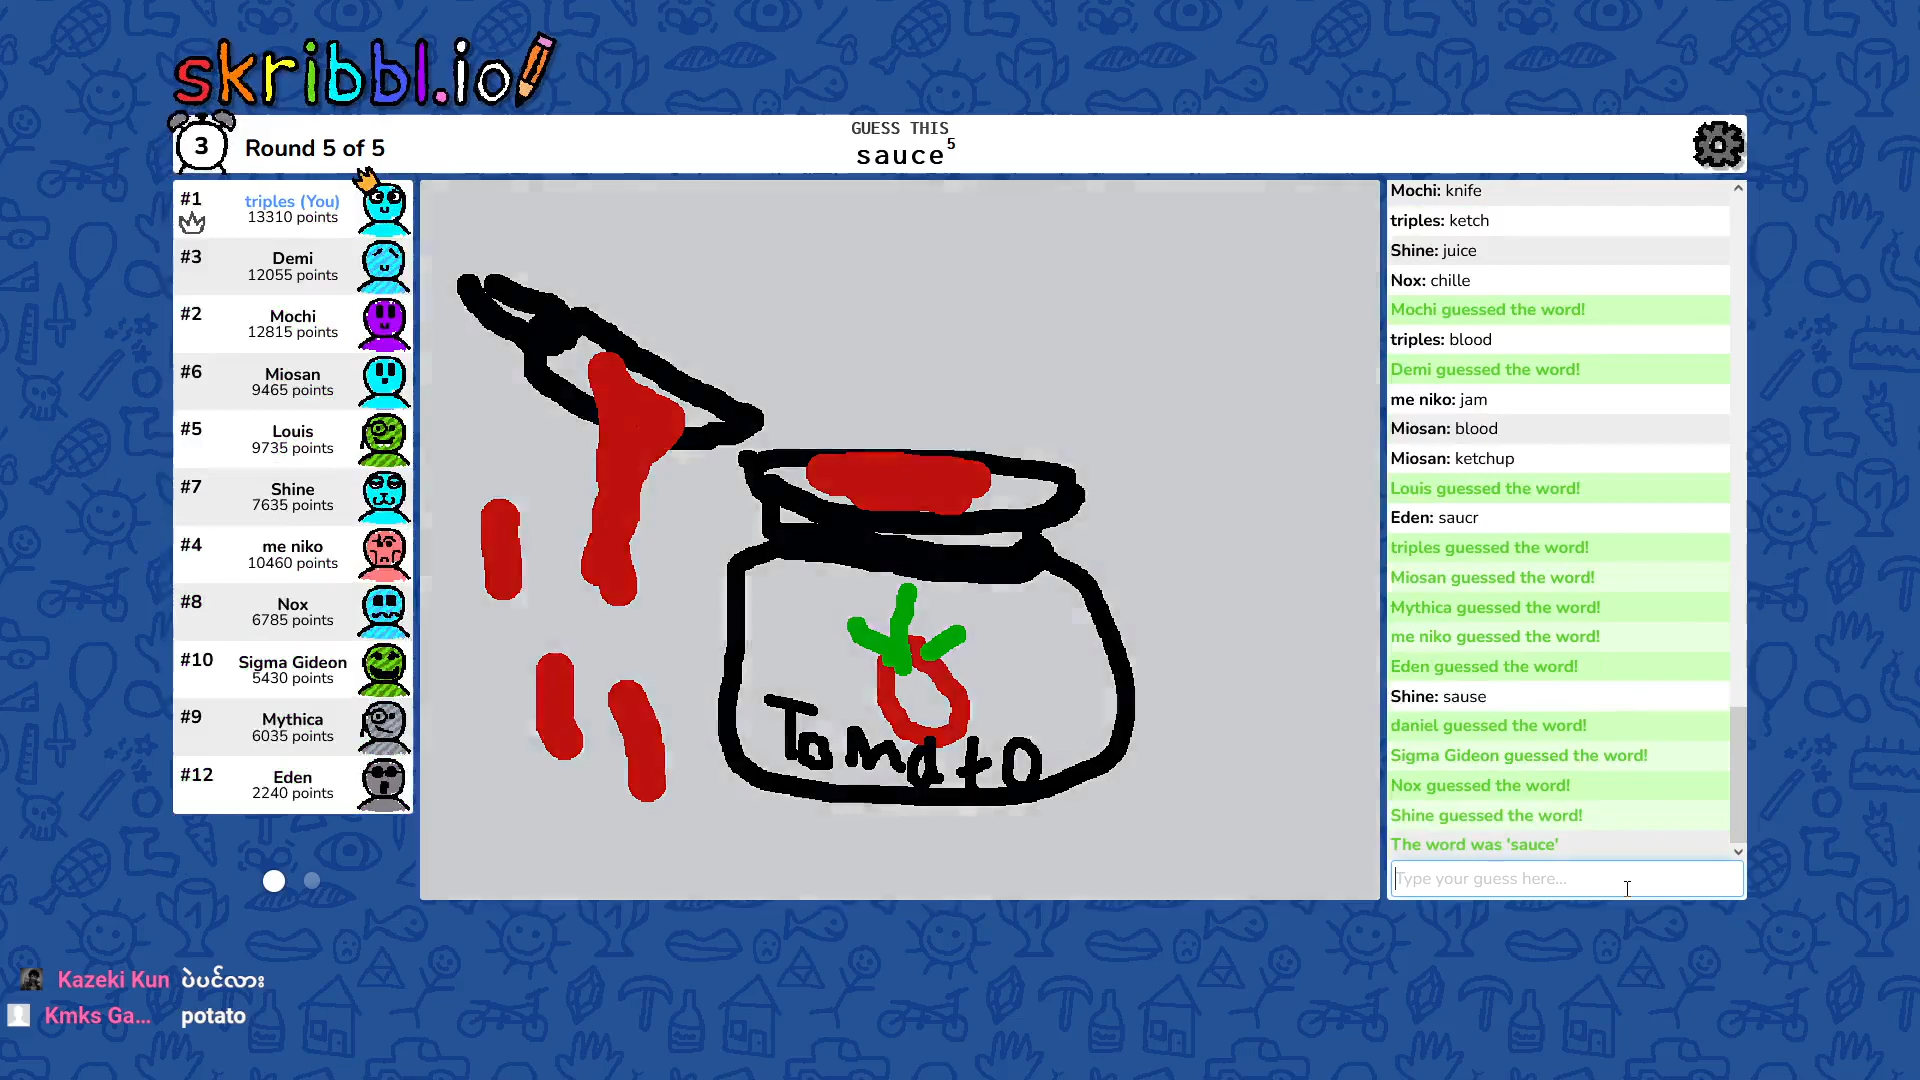 skribbl.io
3
Round 5 of 5
GUESS THIS
sauce5
#1
triples (You)
13310 points
#3
Demi
12055 points
#2
Mochi
12815 points
#6
Miosan
9465 points
#5
Louis
9735 points
#7
Shine
7635 points
#4
me niko
10460 points
#8
Nox
6785 points
#10
Sigma Gideon
5430 points
#9
Mythica
6035 points
#12
Eden
2240 points
Tomato
Mochi: knife
triples: ketch
Shine: juice
Nox: chille
Mochi guessed the word!
triples: blood
Demi guessed the word!
me niko: jam
Miosan: blood
Miosan: ketchup
Louis guessed the word!
Eden: saucr
triples guessed the word!
Miosan guessed the word!
Mythica guessed the word!
me niko guessed the word!
Eden guessed the word!
Shine: sause
daniel guessed the word!
Sigma Gideon guessed the word!
Nox guessed the word!
Shine guessed the word!
The word was 'sauce'
Type your guess here...
Kazeki Kun ပဲပင်လား
Kmks Ga... potato